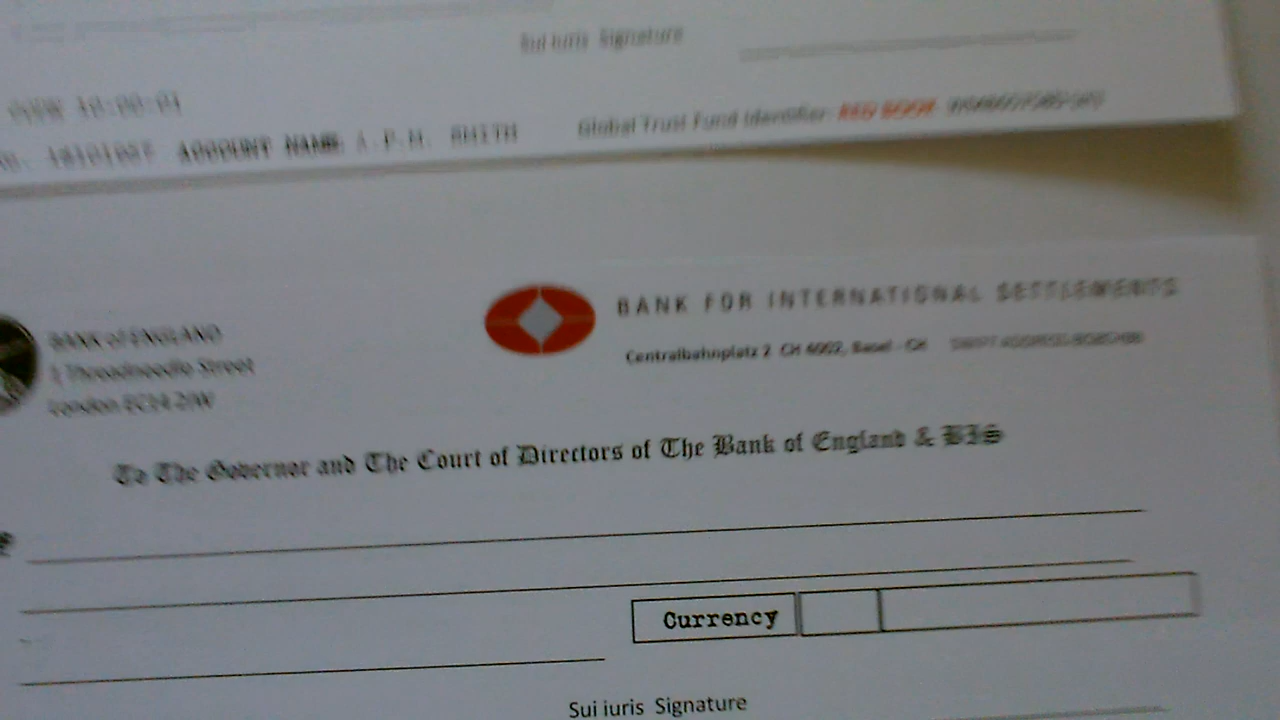 Sui iuris Signature
ACCOUNT NAME: P.H. SMITH
Global Trust Fund Identifier: RED BOOK
BANK of ENGLAND
Threadneedle Street
London
BANK FOR INTERNATIONAL SETTLEMENTS
Centralbahnplatz 2 CH 4002, Basel - CH
To The Governor and The Court of Directors of The Bank of England & BIS
Currency
Sui iuris Signature